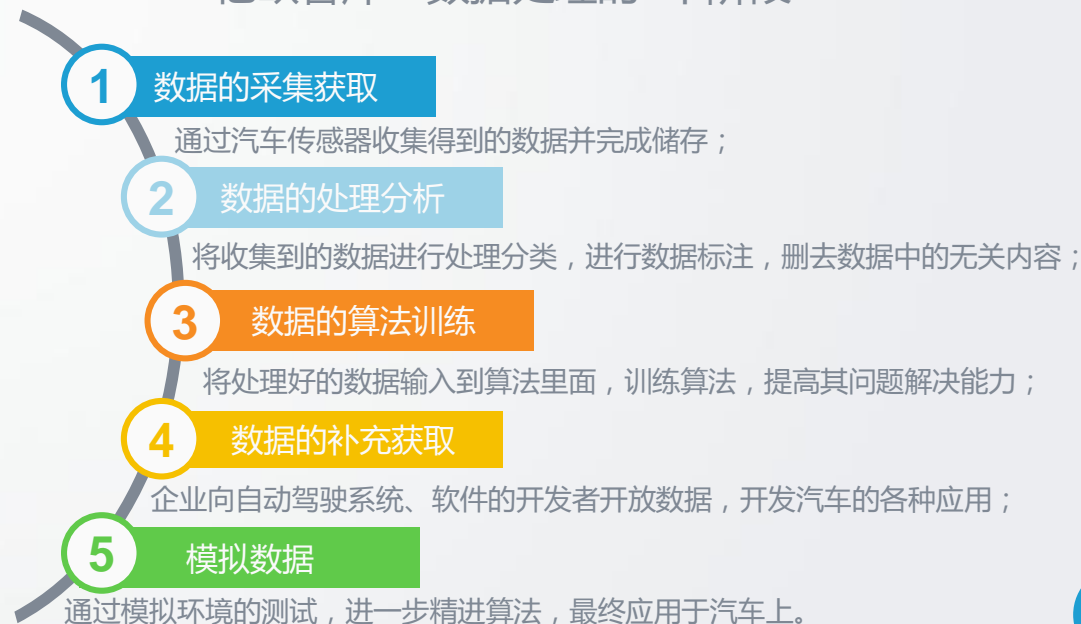 1 数据的采集获取
通过汽车传感器收集得到的数据并完成储存；
2 数据的处理分析
将收集到的数据进行处理分类，进行数据标注，删去数据中的无关内容；
3 数据的算法训练
将处理好的数据输入到算法里面，训练算法，提高其问题解决能力；
4 数据的补充获取
企业向自动驾驶系统、软件的开发者开放数据，开发汽车的各种应用；
5 模拟数据
通过模拟环境的测试，进一步精进算法，最终应用于汽车上。